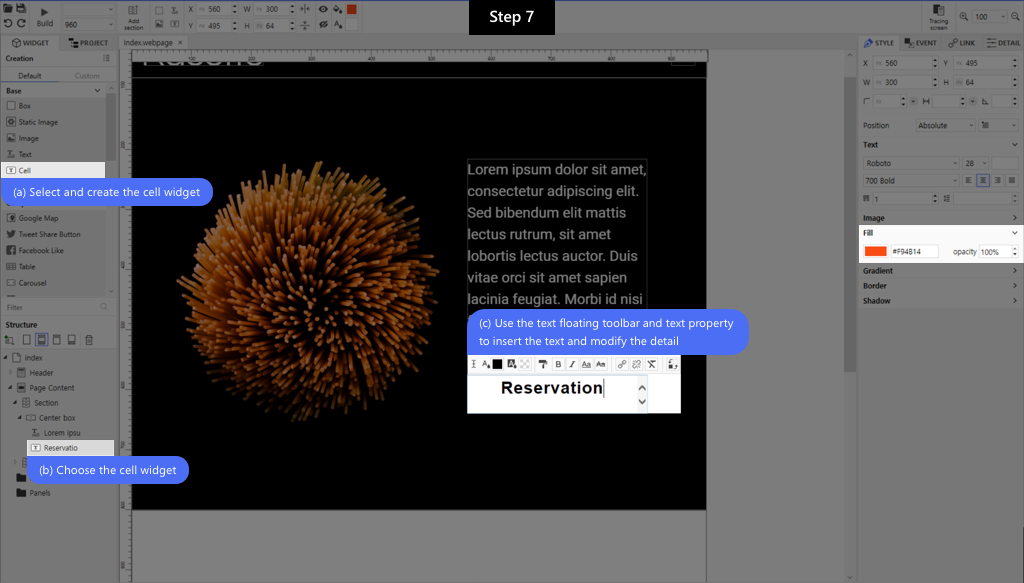 Step 7
Build
960
Add
section
X
560
W
300
Y
495
H
64
Tracing
screen
100
WIDGET
PROJECT
index.webpage
×
STYLE
EVENT
LINK
DETAIL
Creation
Default
Custom
Base
Box
Static Image
Image
Text
Cell
(a) Select and create the cell widget
Google Map
Tweet Share Button
Facebook Like
Table
Carousel
Filter
Structure
index
Header
Page Content
Section
Center box
Lorem ipsu
Reservatio
(b) Choose the cell widget
Panels
Lorem ipsum dolor sit amet,
consectetur adipiscing elit.
Sed bibendum elit mattis
lectus rutrum, sit amet
lobortis lectus auctor. Duis
vitae orci sit amet sapien
lacinia feugiat. Morbi id nisi
(c) Use the text floating toolbar and text property
to insert the text and modify the detail
Reservation
X
560
Y
495
W
300
H
64
Position
Absolute
Text
Roboto
28
700 Bold
1
Image
Fill
#F94B14
opacity
100%
Gradient
Border
Shadow